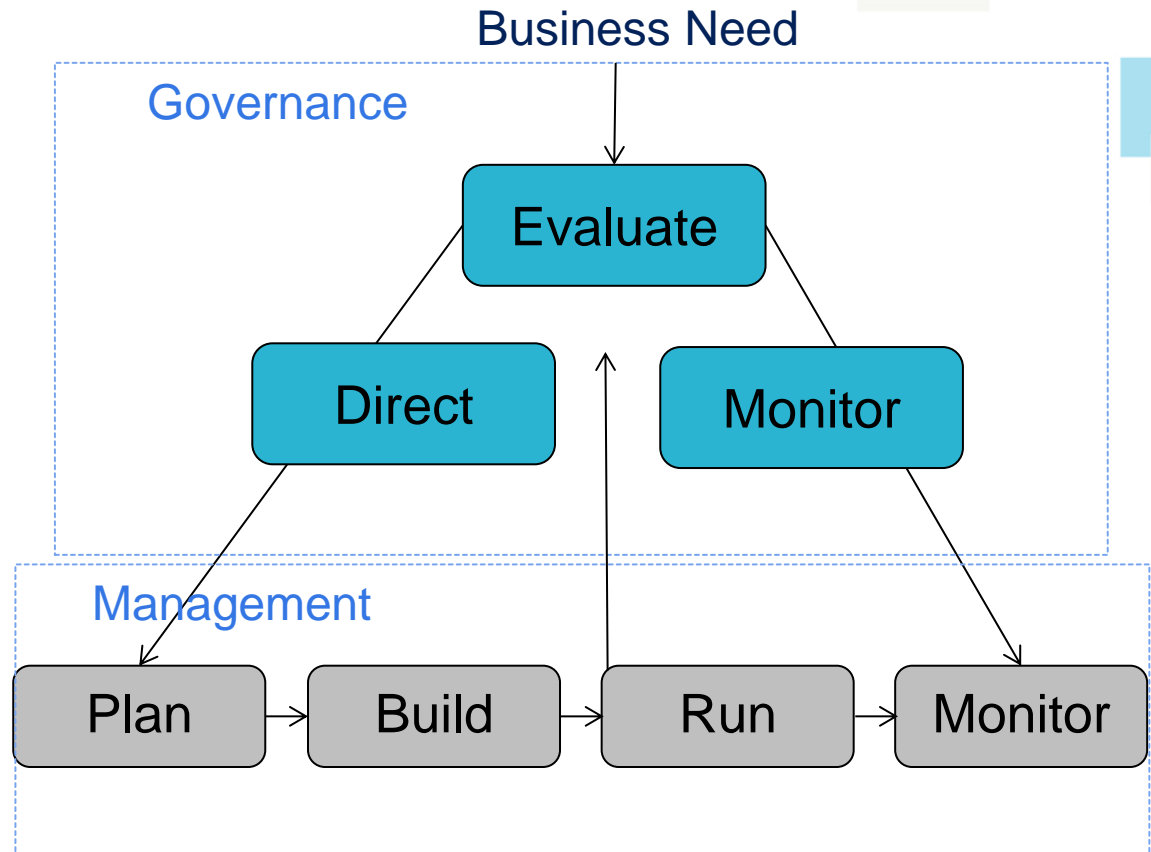 Business Need
Governance
Evaluate
Direct
Monitor
Management
Plan
Build
Run
Monitor